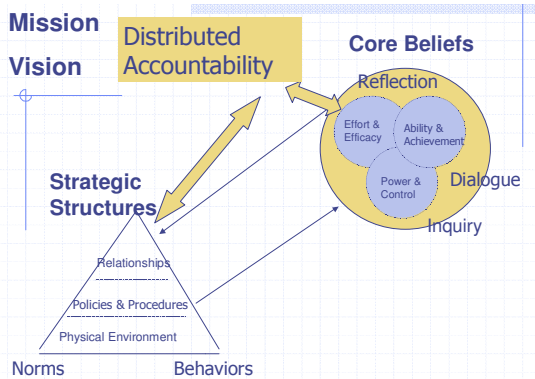 Mission
Vision
Distributed
Accountability
Core Beliefs
Reflection
Effort &
Efficacy
Ability &
Achievement
Power &
Control
Dialogue
Inquiry
Strategic
Structures
Relationships
Policies & Procedures
Physical Environment
Norms
Behaviors